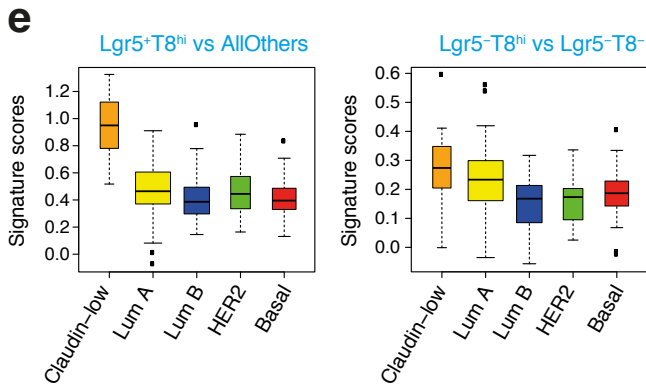 e
Lgr5⁺T8ʰⁱ vs AllOthers
Signature scores
1.2
1.0
0.8
0.6
0.4
0.2
0.0
Claudin–low
Lum A
Lum B
HER2
Basal
Lgr5⁻T8ʰⁱ vs Lgr5⁻T8⁻
Signature scores
0.6
0.5
0.4
0.3
0.2
0.1
0.0
Claudin–low
Lum A
Lum B
HER2
Basal